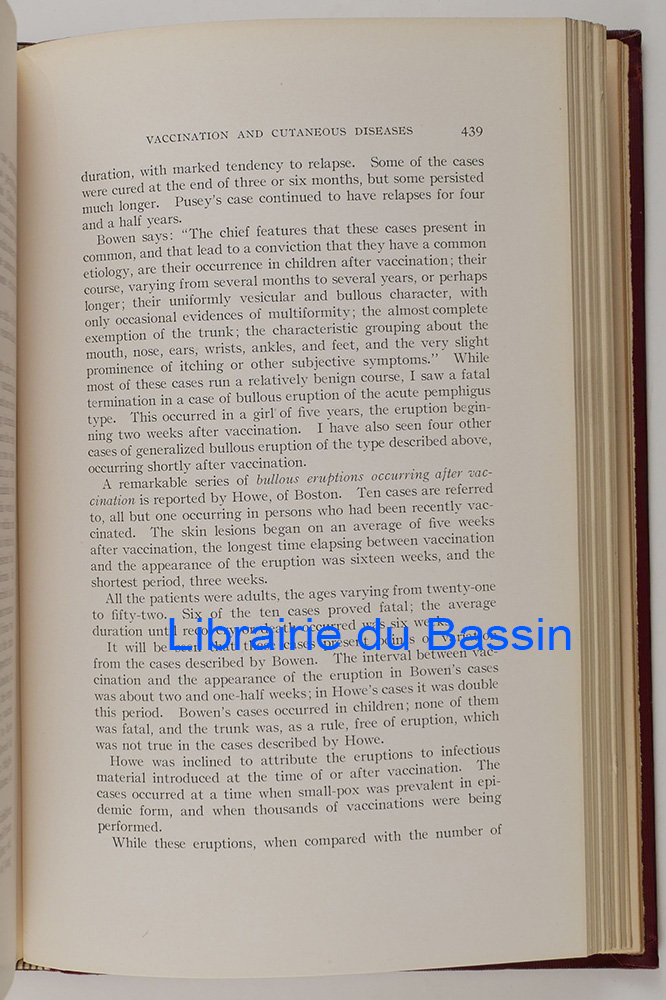 VACCINATION AND CUTANEOUS DISEASES 439
duration, with marked tendency to relapse. Some of the cases
were cured at the end of three or six months, but some persisted
much longer. Pusey's case continued to have relapses for four
and a half years.
Bowen says: "The chief features that these cases present in
common, and that lead to a conviction that they have a common
etiology, are their occurrence in children after vaccination; their
course, varying from several months to several years, or perhaps
longer; their uniformly vesicular and bullous character, with
only occasional evidences of multiformity; the almost complete
exemption of the trunk; the characteristic grouping about the
mouth, nose, ears, wrists, ankles, and feet, and the very slight
prominence of itching or other subjective symptoms." While
most of these cases run a relatively benign course, I saw a fatal
termination in a case of bullous eruption of the acute pemphigus
type. This occurred in a girl of five years, the eruption begin-
ning two weeks after vaccination. I have also seen four other
cases of generalized bullous eruption of the type described above,
occurring shortly after vaccination.
A remarkable series of bullous eruptions occurring after vac-
cination is reported by Howe, of Boston. Ten cases are referred
to, all but one occurring in persons who had been recently vac-
cinated. The skin lesions began on an average of five weeks
after vaccination, the longest time elapsing between vaccination
and the appearance of the eruption was sixteen weeks, and the
shortest period, three weeks.
All the patients were adults, the ages varying from twenty-one
to fifty-two. Six of the ten cases proved fatal; the average
duration until recovery or death occurred was six weeks.
Librairie du Bassin
It will be seen that these cases present points of
from the cases described by Bowen. The interval between vac-
cination and the appearance of the eruption in Bowen's cases
was about two and one-half weeks; in Howe's cases it was double
this period. Bowen's cases occurred in children; none of them
was fatal, and the trunk was, as a rule, free of eruption, which
was not true in the cases described by Howe.
Howe was inclined to attribute the eruptions to infectious
material introduced at the time of or after vaccination. The
cases occurred at a time when small-pox was prevalent in epi-
demic form, and when thousands of vaccinations were being
performed.
While these eruptions, when compared with the number of